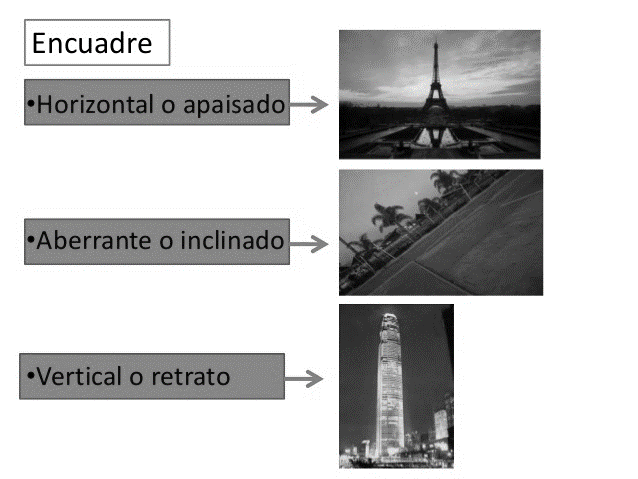 Encuadre
•Horizontal o apaisado
•Aberrante o inclinado
•Vertical o retrato